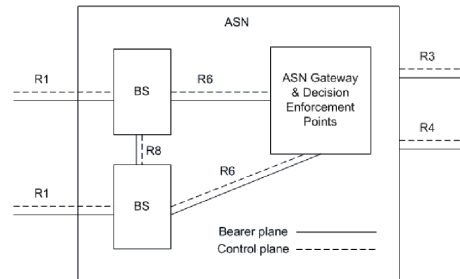 ASN
R1
BS
R6
ASN Gateway
& Decision
Enforcement
Points
R3
R4
R8
R6
R1
BS
Bearer plane
Control plane